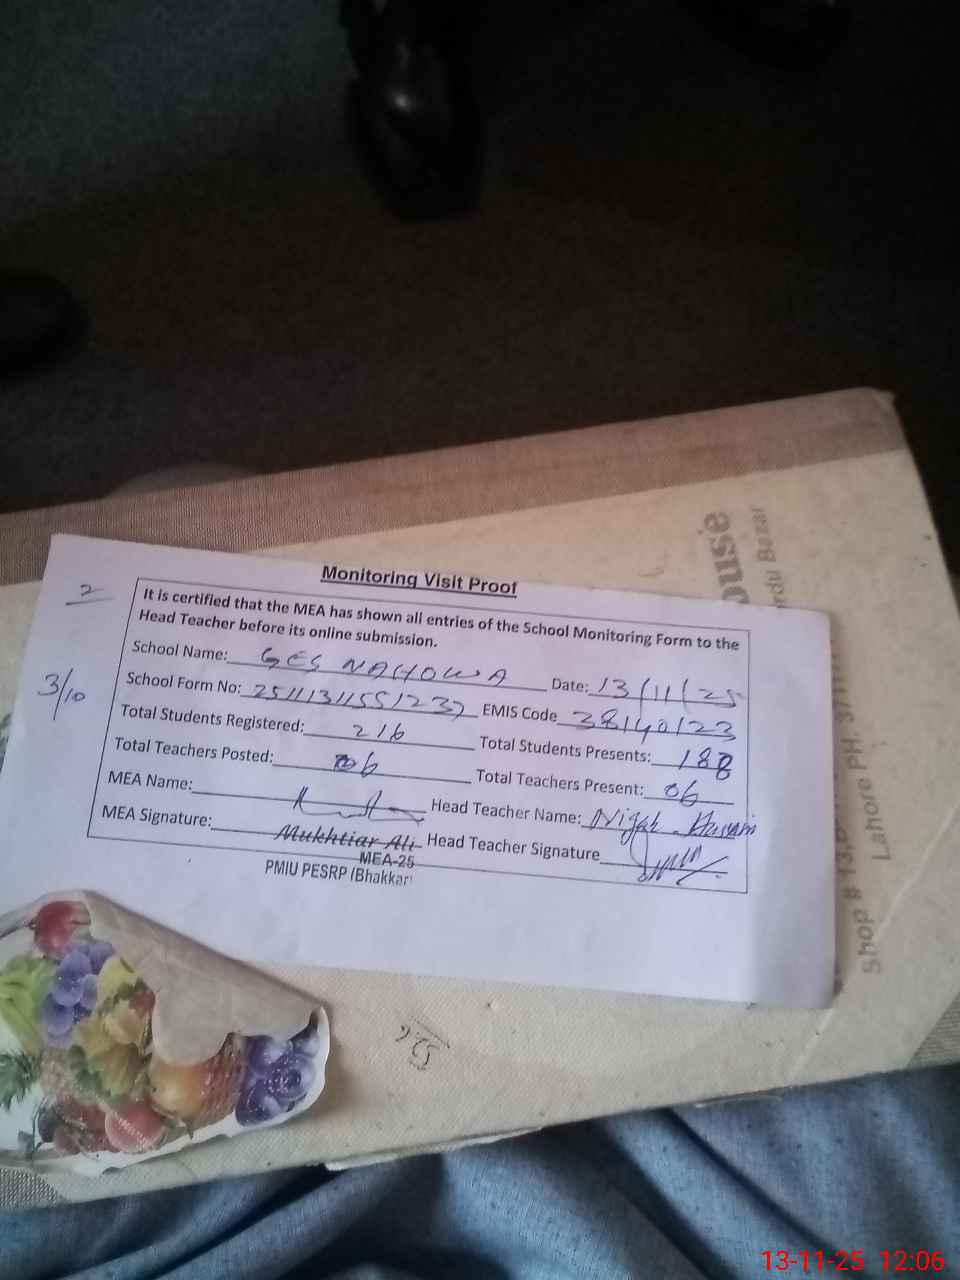 Monitoring Visit Proof
2
It is certified that the MEA has shown all entries of the School Monitoring Form to the
Head Teacher before its online submission.
School Name: GES NAHOWA Date: 13/11/25
3/10
School Form No: 25111311551237 EMIS Code 38140123
Total Students Registered: 216 Total Students Presents: 188
Total Teachers Posted: 06 Total Teachers Present: 06
MEA Name: Head Teacher Name: Hussain
MEA Signature: Mukhtiar Ali Head Teacher Signature
MEA-25
PMIU PESRP (Bhakkar)
ouse
rdu Bazar
Shop # 13,
Lahore PH: 37
13-11-25 12:06